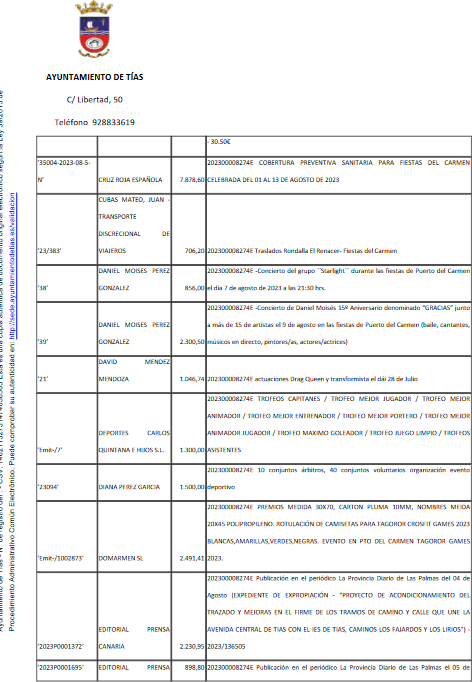 AYUNTAMIENTO DE TÍAS
C/ Libertad, 50
Teléfono 928833619
- 30.50€
'35004-2023-08-5-
N' CRUZ ROJA ESPAÑOLA 7.878,60 202300008274E COBERTURA PREVENTIVA SANITARIA PARA FIESTAS DEL CARMEN
CELEBRADA DEL 01 AL 13 DE AGOSTO DE 2023
CUBAS MATEO, JUAN -
TRANSPORTE
DISCRECIONAL DE
'23/383' VIAJEROS 706,20 202300008274E Traslados Rondalla El Renacer- Fiestas del Carmen
DANIEL MOISES PEREZ
'38' GONZALEZ 856,00 202300008274E -Concierto del grupo ¨Starlight¨ durante las fiestas de Puerto del Carmen
el día 7 de agosto de 2023 a las 21:30 hrs.
DANIEL MOISES PEREZ
'39' GONZALEZ 2.300,50 202300008274E -Concierto de Daniel Moisés 15º Aniversario denominado "GRACIAS" junto
a más de 15 de artistas el 9 de agosto en las fiestas de Puerto del Carmen (baile, cantantes,
músicos en directo, pintores/as, actores/actrices)
DAVID MENDEZ
'21' MENDOZA 1.046,74 202300008274E actuaciones Drag Queen y transformista el dái 28 de Julio
DEPORTES CARLOS
'Emit-/7' QUINTANA E HIJOS S.L. 1.300,00 202300008274E TROFEOS CAPITANES / TROFEO MEJOR JUGADOR / TROFEO MEJOR
ANIMADOR / TROFEO MEJOR ENTRENADOR / TROFEO MEJOR PORTERO / TROFEO MEJOR
ANIMADOR JUGADOR / TROFEO MAXIMO GOLEADOR / TROFEO JUEGO LIMPIO / TROFEOS
ASISTENTES
'23094' DIANA PEREZ GARCIA 1.500,00 202300008274E 10 conjuntos árbitros, 40 conjuntos voluntarios organización evento
deportivo
'Emit-/1002873' DOMARMEN SL 2.491,41 202300008274E PREMIOS MEDIDA 30X70, CARTON PLUMA 10MM, NOMBRES MEIDA
20X45 POLIPROPILENO. ROTULACIÓN DE CAMISETAS PARA TAGOROR CROSFIT GAMES 2023
BLANCAS,AMARILLAS,VERDES,NEGRAS. EVENTO EN PTO DEL CARMEN TAGOROR GAMES
2023.
EDITORIAL PRENSA
'2023P0001372' CANARIA 2.230,95 202300008274E Publicación en el periódico La Provincia Diario de Las Palmas del 04 de
Agosto (EXPEDIENTE DE EXPROPIACIÓN - "PROYECTO DE ACONDICIONAMIENTO DEL
TRAZADO Y MEJORAS EN EL FIRME DE LOS TRAMOS DE CAMINO Y CALLE QUE UNE LA
AVENIDA CENTRAL DE TIAS CON EL IES DE TIAS, CAMINOS LOS FAJARDOS Y LOS LIRIOS") -
2023/136505
'2023P0001695' EDITORIAL PRENSA 898,80 202300008274E Publicación en el periódico La Provincia Diario de Las Palmas el 05 de
Procedimiento Administrativo Común Electrónico. Puede comprobar su autenticidad en: http://sede.ayuntamientodetias.es/validacion